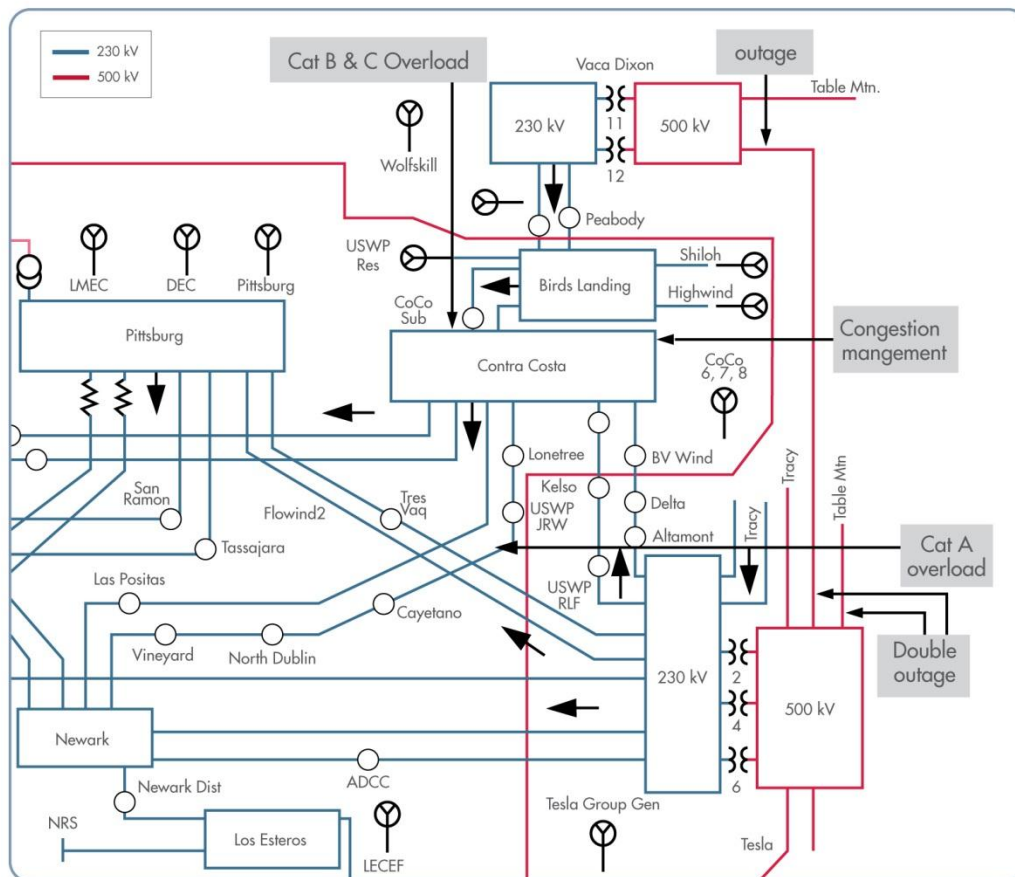 230 kV
500 kV
Cat B & C Overload
outage
Vaca Dixon
Table Mtn.
230 kV
11
500 kV
12
Wolfskill
Peabody
USWP
Res
Shiloh
LMEC
DEC
Pittsburg
Birds Landing
Highwind
CoCo
Sub
Pittsburg
Contra Costa
Congestion
mangement
CoCo
6, 7, 8
Lonetree
BV Wind
San
Ramon
Flowind2
Tres
Vaq
Kelso
USWP
JRW
Delta
Tracy
Table Mtn
Tassajara
Altamont
Tracy
Cat A
overload
Las Positas
Cayetano
USWP
RLF
Vineyard
North Dublin
230 kV
2
4
6
500 kV
Double
outage
Newark
ADCC
Newark Dist
Tesla Group Gen
NRS
Los Esteros
LECEF
Tesla